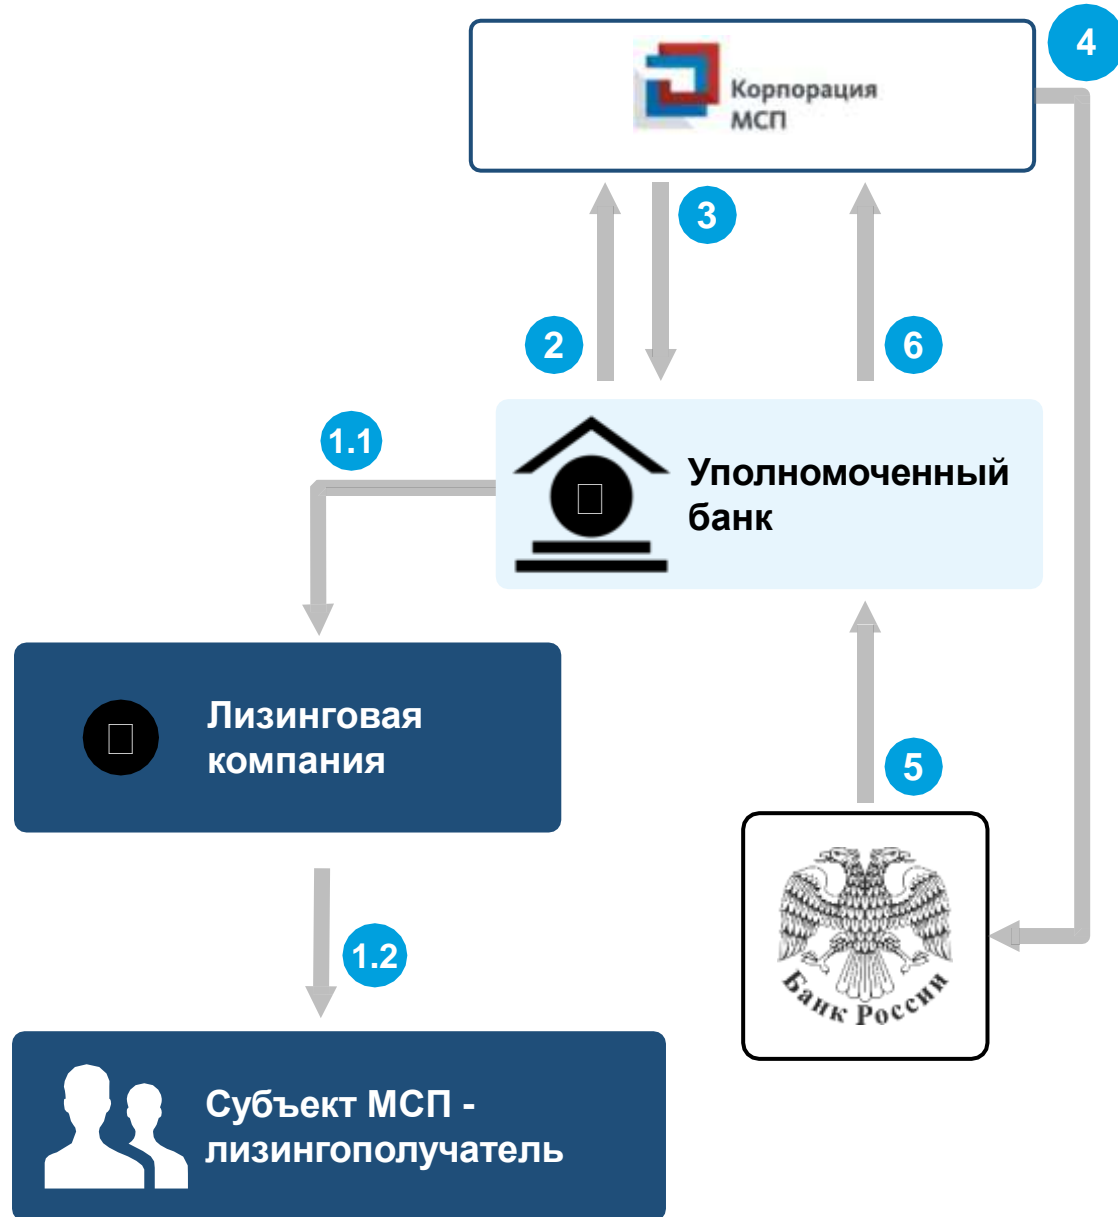 4
Корпорация
МСП
3
2
6
1.1
Уполномоченный
банк
Лизинговая
компания
5
1.2
Банк России
Субъект МСП -
лизингополучатель